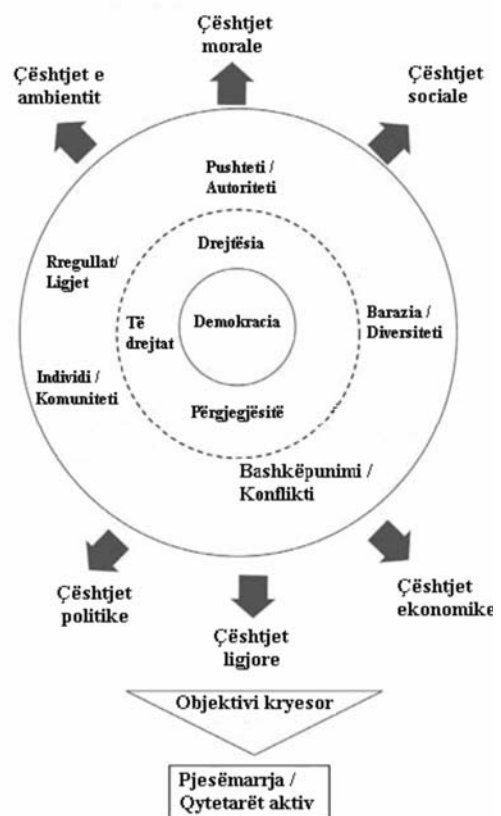 Çështjet
morale
Çështjet e
ambientit
Çështjet
sociale
Pushteti /
Autoriteti
Drejtësia
Rregullat/
Ligjet
Të
drejtat
Demokracia
Barazia /
Diversiteti
Individi /
Komuniteti
Përgjegjësitë
Bashkëpunimi /
Konflikti
Çështjet
politike
Çështjet
ekonomike
Çështjet
ligjore
Objektivi kryesor
Pjesëmarrja /
Qytetarët aktiv